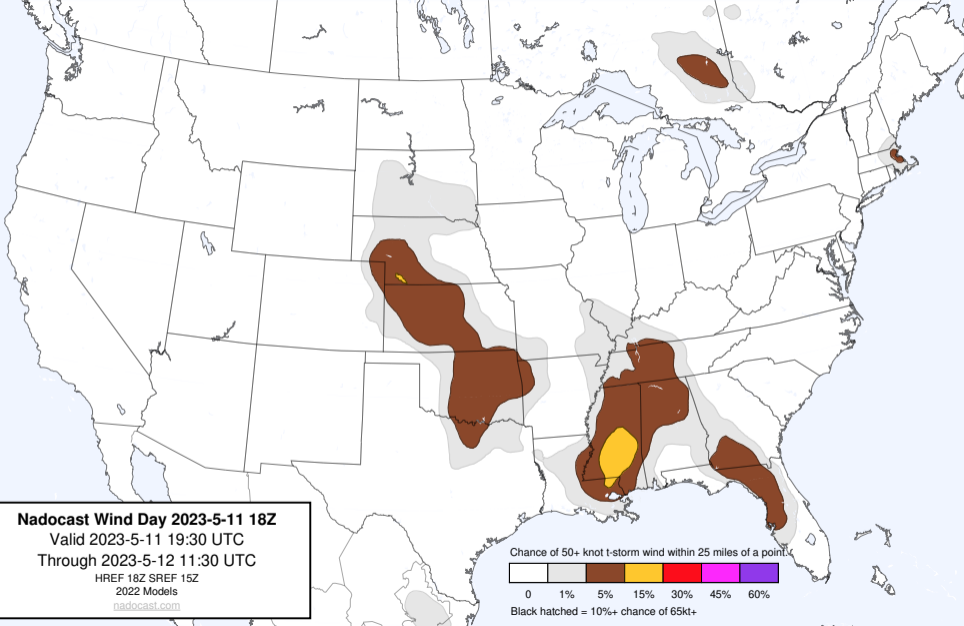 Nadocast Wind Day 2023-5-11 18Z
Valid 2023-5-11 19:30 UTC
Through 2023-5-12 11:30 UTC
HREF 18Z SREF 15Z
2022 Models
nadocast.com
Chance of 50+ knot t-storm wind within 25 miles of a point.
0 1% 5% 15% 30% 45% 60%
Black hatched = 10%+ chance of 65kt+